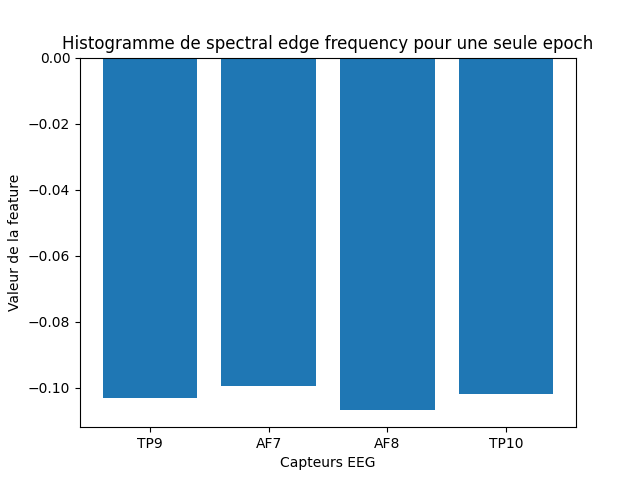 Histogramme de spectral edge frequency pour une seule epoch
0.00
−0.02
−0.04
−0.06
−0.08
−0.10
Valeur de la feature
TP9 AF7 AF8 TP10
Capteurs EEG